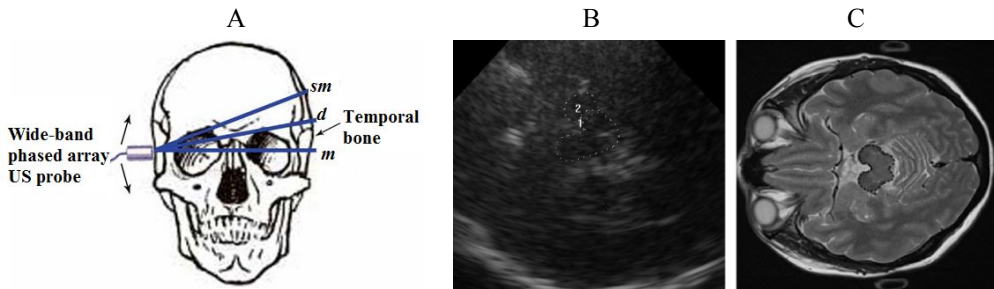 A
B
C
sm
d
m
Temporal
bone
Wide-band
phased array
US probe
2
1